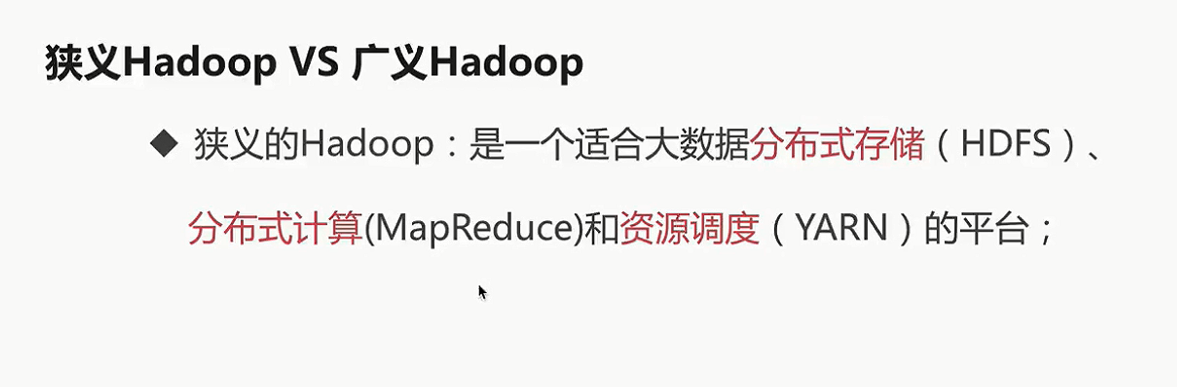 狭义Hadoop VS 广义Hadoop
◆ 狭义的Hadoop：是一个适合大数据分布式存储（HDFS）、
分布式计算(MapReduce)和资源调度（YARN）的平台；